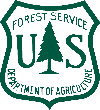 FOREST SERVICE
U S
DEPARTMENT OF AGRICULTURE